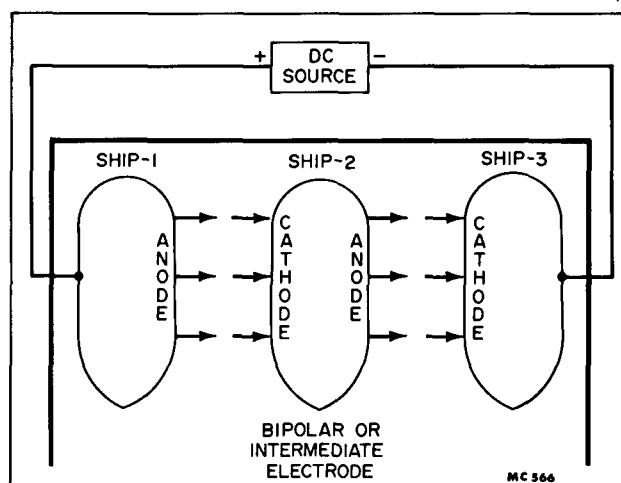 + DC SOURCE -
SHIP-1 SHIP-2 SHIP-3
ANODE CATHODE ANODE CATHODE
BIPOLAR OR
INTERMEDIATE
ELECTRODE
MC 566